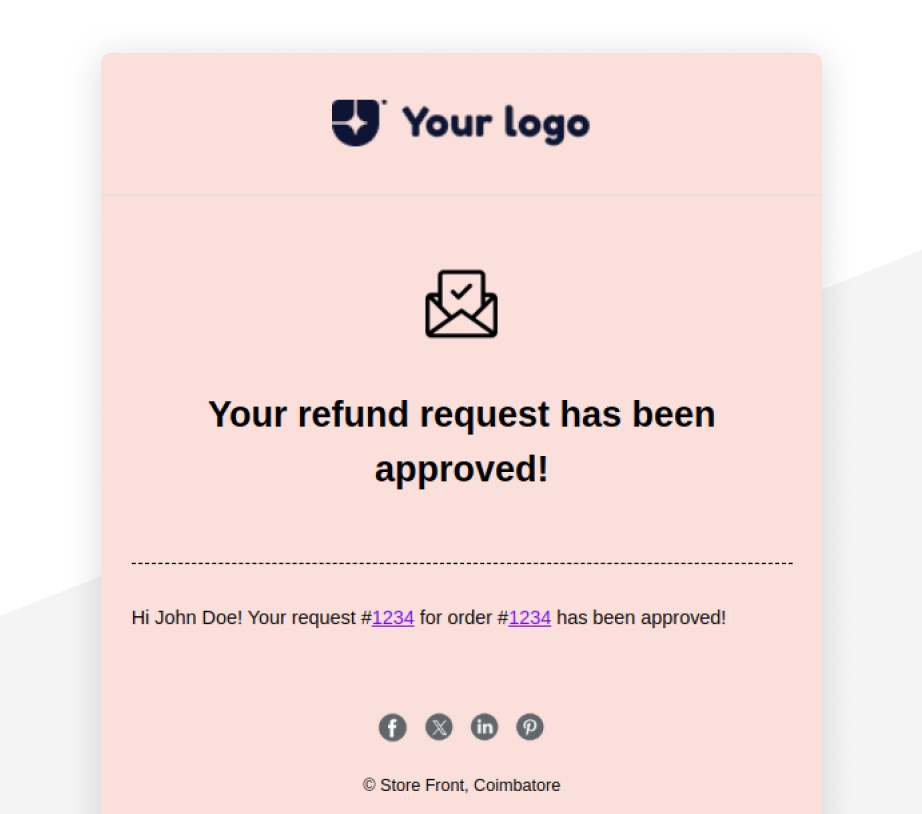 Your logo
Your refund request has been
approved!
Hi John Doe! Your request #1234 for order #1234 has been approved!
© Store Front, Coimbatore